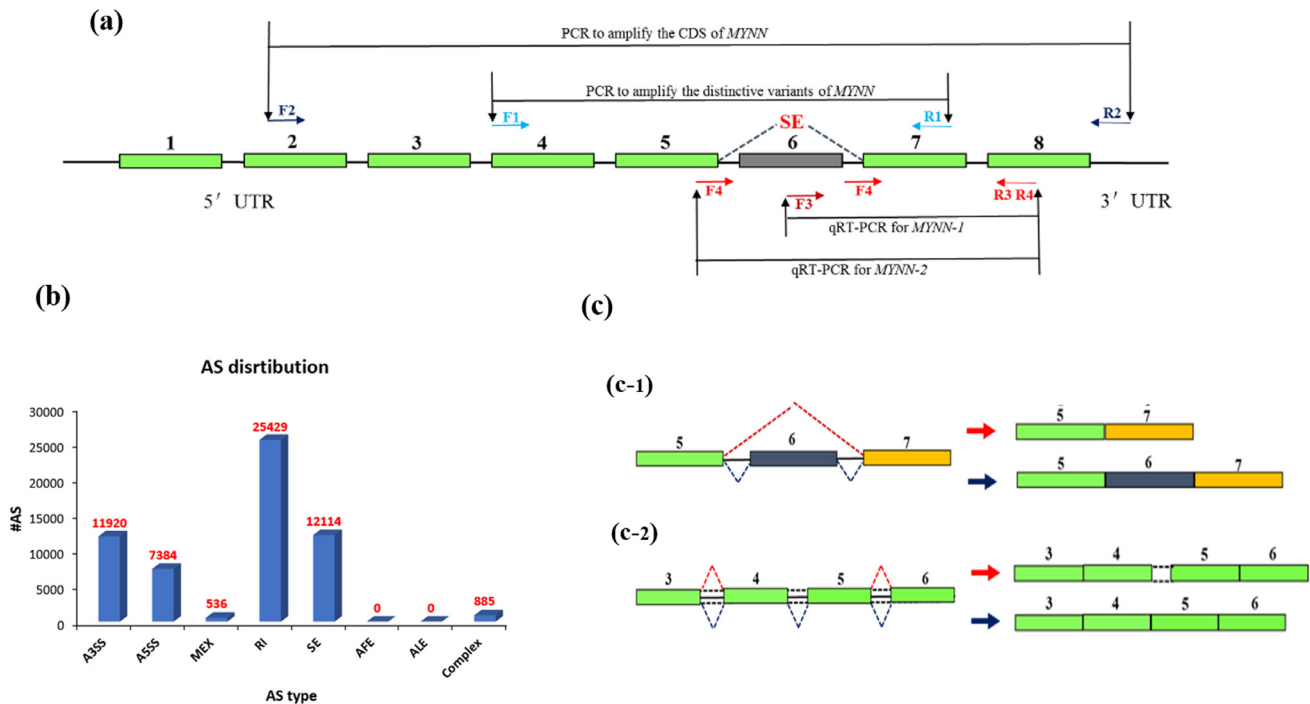 (a)
PCR to amplify the CDS of MYNN
PCR to amplify the distinctive variants of MYNN
F2
F1
SE
R1
R2
1 2 3 4 5 6 7 8
F4 F3 F4 R3 R4
5′ UTR
3′ UTR
qRT-PCR for MYNN-1
qRT-PCR for MYNN-2
(b)
AS disrtibution
#AS
30000
25000
20000
15000
10000
5000
0
11920
7384
536
25429
12114
0
0
885
A3SS
A5SS
MEX
RI
SE
AFE
ALE
Complex
AS type
(c)
(c-1)
5 6 7
5 7
5 6 7
(c-2)
3 4 5 6
3 4 5 6
3 4 5 6